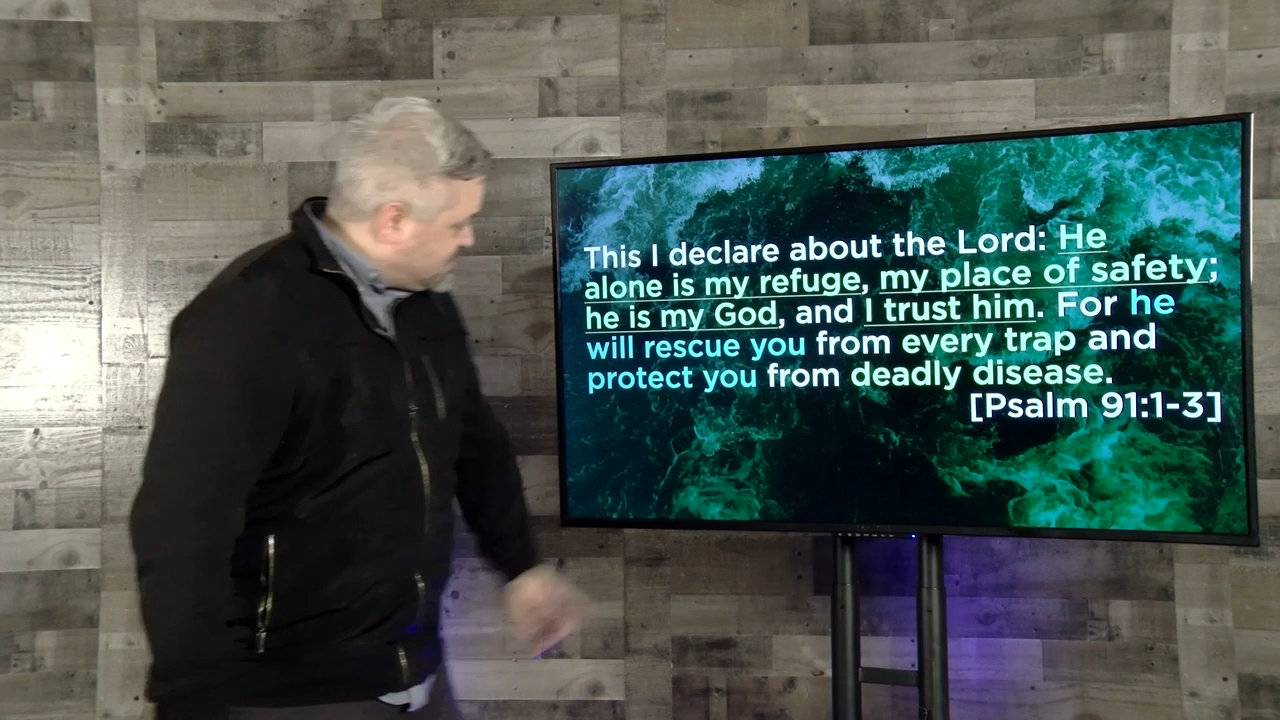 This I declare about the Lord: He
alone is my refuge, my place of safety;
he is my God, and I trust him. For he
will rescue you from every trap and
protect you from deadly disease.
[Psalm 91:1-3]